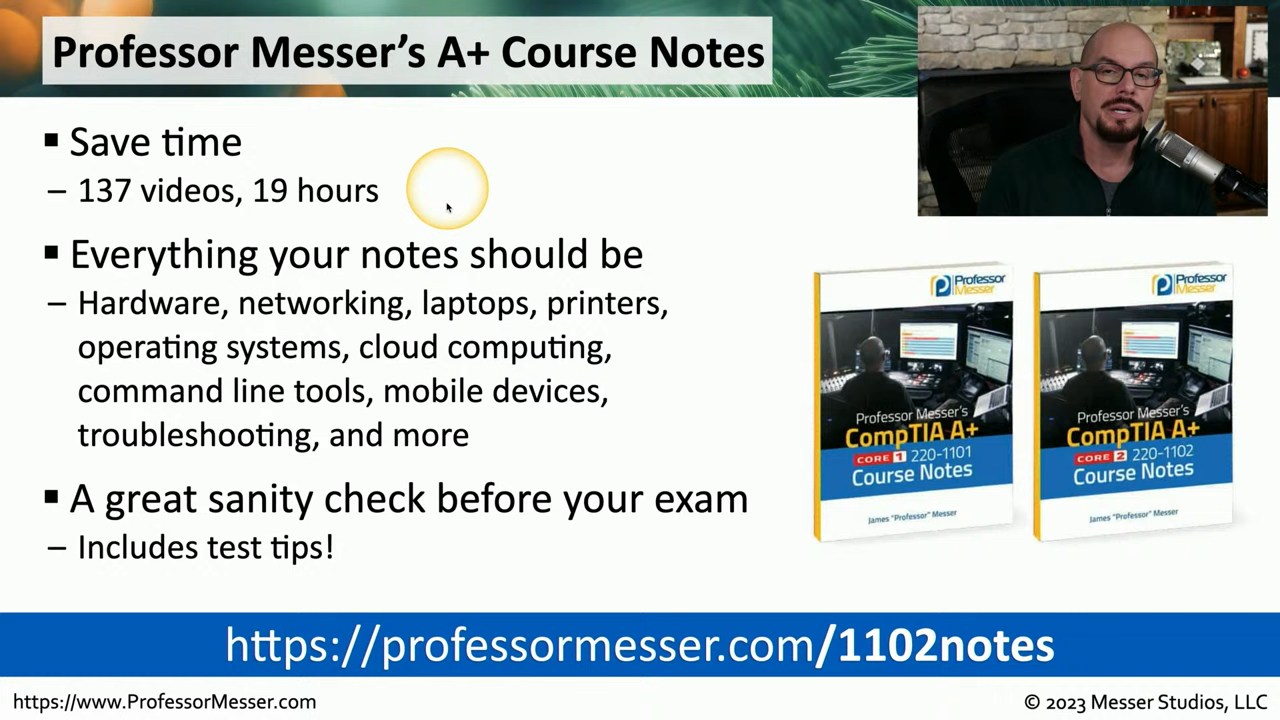 Professor Messer's A+ Course Notes
▪ Save time
– 137 videos, 19 hours
▪ Everything your notes should be
– Hardware, networking, laptops, printers,
operating systems, cloud computing,
command line tools, mobile devices,
troubleshooting, and more
▪ A great sanity check before your exam
– Includes test tips!
Professor
Messer
Professor Messer's
CompTIA A+
CORE 1 220-1101
Course Notes
James "Professor" Messer
Professor
Messer
Professor Messer's
CompTIA A+
CORE 2 220-1102
Course Notes
James "Professor" Messer
https://professormesser.com/1102notes
https://www.ProfessorMesser.com
© 2023 Messer Studios, LLC